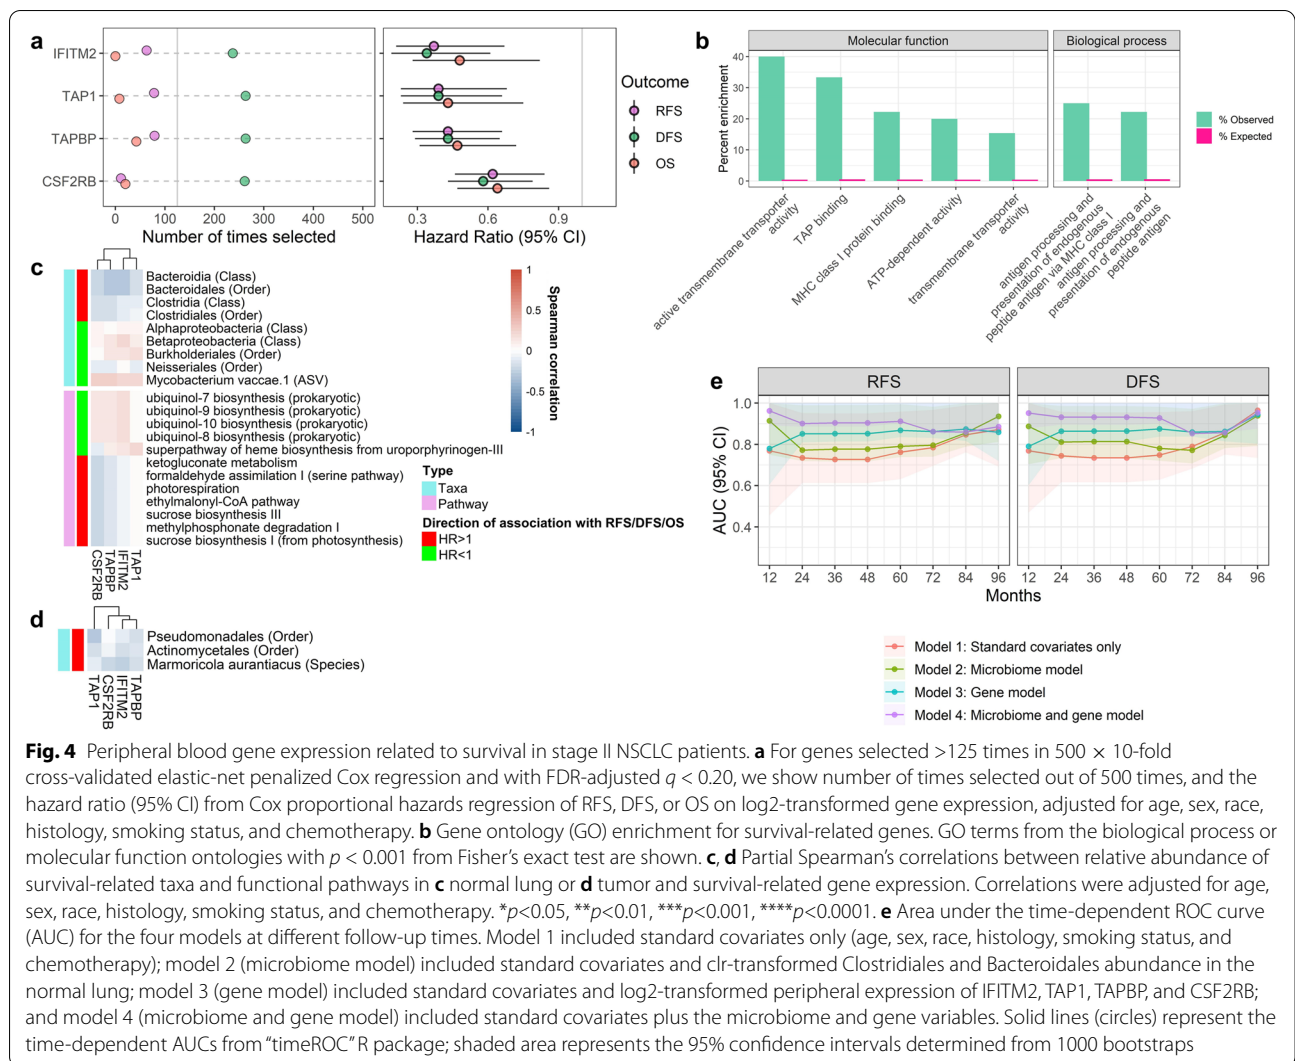 a
IFITM2
TAP1
TAPBP
CSF2RB
0 100 200 300 400 500
Number of times selected
0.3 0.6 0.9
Hazard Ratio (95% CI)
Outcome
RFS
DFS
OS
b
Molecular function
Biological process
Percent enrichment
40
30
20
10
0
active transmembrane transporter
activity
TAP binding
MHC class I protein binding
ATP-dependent activity
transmembrane transporter
activity
antigen processing and
presentation of endogenous
peptide antigen via MHC class I
antigen processing and
presentation of endogenous
peptide antigen
% Observed
% Expected
c
Bacteroidia (Class)
Bacteroidales (Order)
Clostridia (Class)
Clostridiales (Order)
Alphaproteobacteria (Class)
Betaproteobacteria (Class)
Burkholderiales (Order)
Neisseriales (Order)
Mycobacterium vaccae.1 (ASV)
ubiquinol-7 biosynthesis (prokaryotic)
ubiquinol-9 biosynthesis (prokaryotic)
ubiquinol-10 biosynthesis (prokaryotic)
ubiquinol-8 biosynthesis (prokaryotic)
superpathway of heme biosynthesis from uroporphyrinogen-III
ketogluconate metabolism
formaldehyde assimilation I (serine pathway)
photorespiration
ethylmalonyl-CoA pathway
sucrose biosynthesis III
methylphosphonate degradation I
sucrose biosynthesis I (from photosynthesis)
CSF2RB
TAPBP
IFITM2
TAP1
1
0.5
0
-0.5
-1
Spearman correlation
Type
Taxa
Pathway
Direction of association with RFS/DFS/OS
HR>1
HR<1
d
Pseudomonadales (Order)
Actinomycetales (Order)
Marmoricola aurantiacus (Species)
TAP1
CSF2RB
IFITM2
TAPBP
e
RFS
DFS
AUC (95% CI)
1.0
0.8
0.6
0.4
12 24 36 48 60 72 84 96
12 24 36 48 60 72 84 96
Months
Model 1: Standard covariates only
Model 2: Microbiome model
Model 3: Gene model
Model 4: Microbiome and gene model
Fig. 4 Peripheral blood gene expression related to survival in stage II NSCLC patients. a For genes selected >125 times in 500 × 10-fold
cross-validated elastic-net penalized Cox regression and with FDR-adjusted q < 0.20, we show number of times selected out of 500 times, and the
hazard ratio (95% CI) from Cox proportional hazards regression of RFS, DFS, or OS on log2-transformed gene expression, adjusted for age, sex, race,
histology, smoking status, and chemotherapy. b Gene ontology (GO) enrichment for survival-related genes. GO terms from the biological process or
molecular function ontologies with p < 0.001 from Fisher's exact test are shown. c, d Partial Spearman's correlations between relative abundance of
survival-related taxa and functional pathways in c normal lung or d tumor and survival-related gene expression. Correlations were adjusted for age,
sex, race, histology, smoking status, and chemotherapy. *p<0.05, **p<0.01, ***p<0.001, ****p<0.0001. e Area under the time-dependent ROC curve
(AUC) for the four models at different follow-up times. Model 1 included standard covariates only (age, sex, race, histology, smoking status, and
chemotherapy); model 2 (microbiome model) included standard covariates and clr-transformed Clostridiales and Bacteroidales abundance in the
normal lung; model 3 (gene model) included standard covariates and log2-transformed peripheral expression of IFITM2, TAP1, TAPBP, and CSF2RB;
and model 4 (microbiome and gene model) included standard covariates plus the microbiome and gene variables. Solid lines (circles) represent the
time-dependent AUCs from "timeROC" R package; shaded area represents the 95% confidence intervals determined from 1000 bootstraps